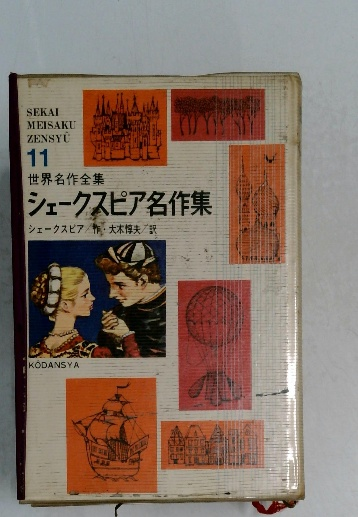 SEKAI
MEISAKU
ZENSYŪ
11
世界名作全集
シェークスピア名作集
シェークスピア/作・大木惇夫/訳
KŌDANSYA